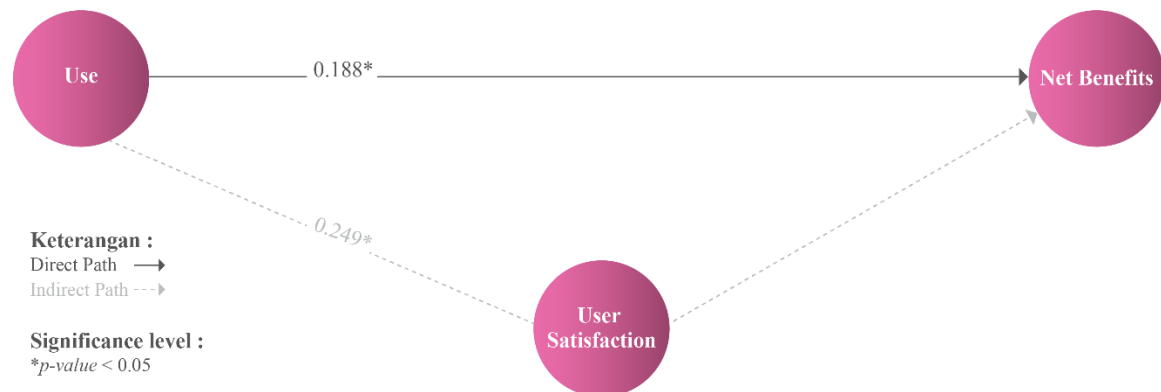 Use
0.188*
Net Benefits
0.249*
User
Satisfaction
Keterangan :
Direct Path
Indirect Path
Significance level :
*p-value < 0.05